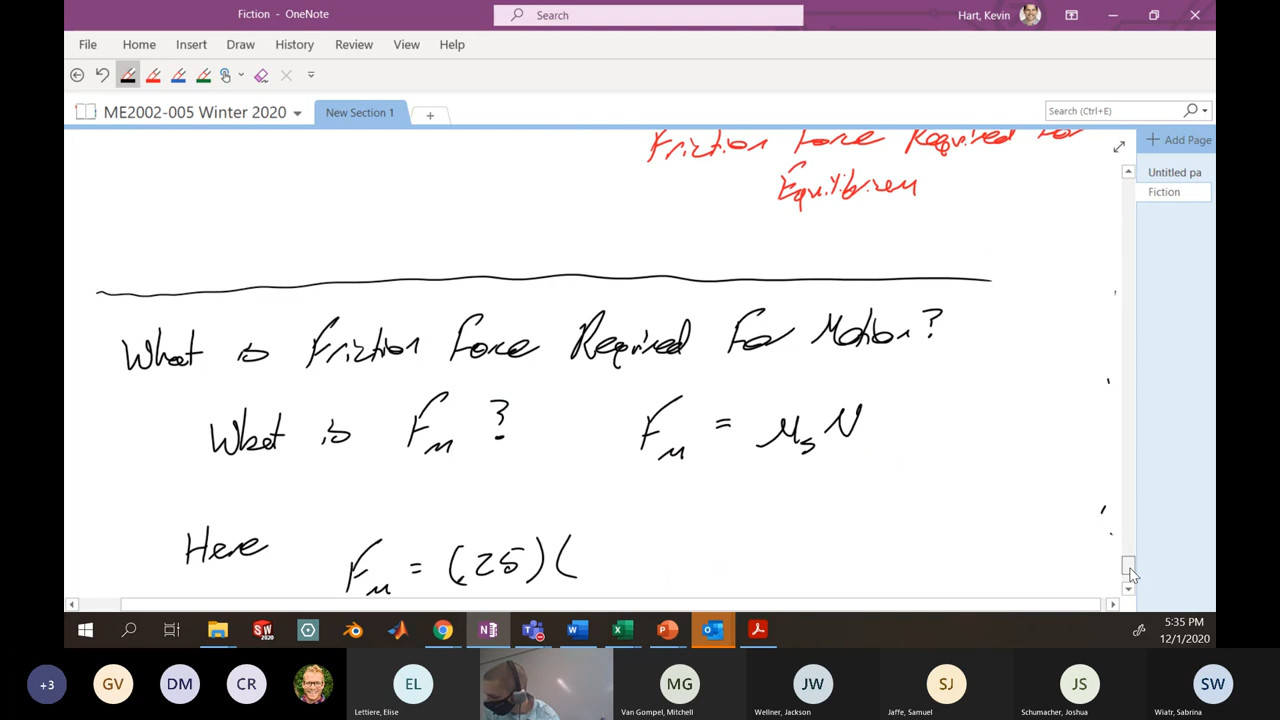 Fiction - OneNote
Search
Hart, Kevin
File Home Insert Draw History Review View Help
ME2002-005 Winter 2020
New Section 1
+
Search (Ctrl+E)
+ Add Page
Untitled pa
Fiction
Friction Force Required For
Equilibrium
What is Friction Force Required For Motion?
What is Fm ? Fm = μs N
Here Fm = (.25)(
5:35 PM
12/1/2020
+3 GV DM CR EL MG JW SJ JS SW
Lettiere, Elise Van Gompel, Mitchell Wellner, Jackson Jaffe, Samuel Schumacher, Joshua Wiatr, Sabrina